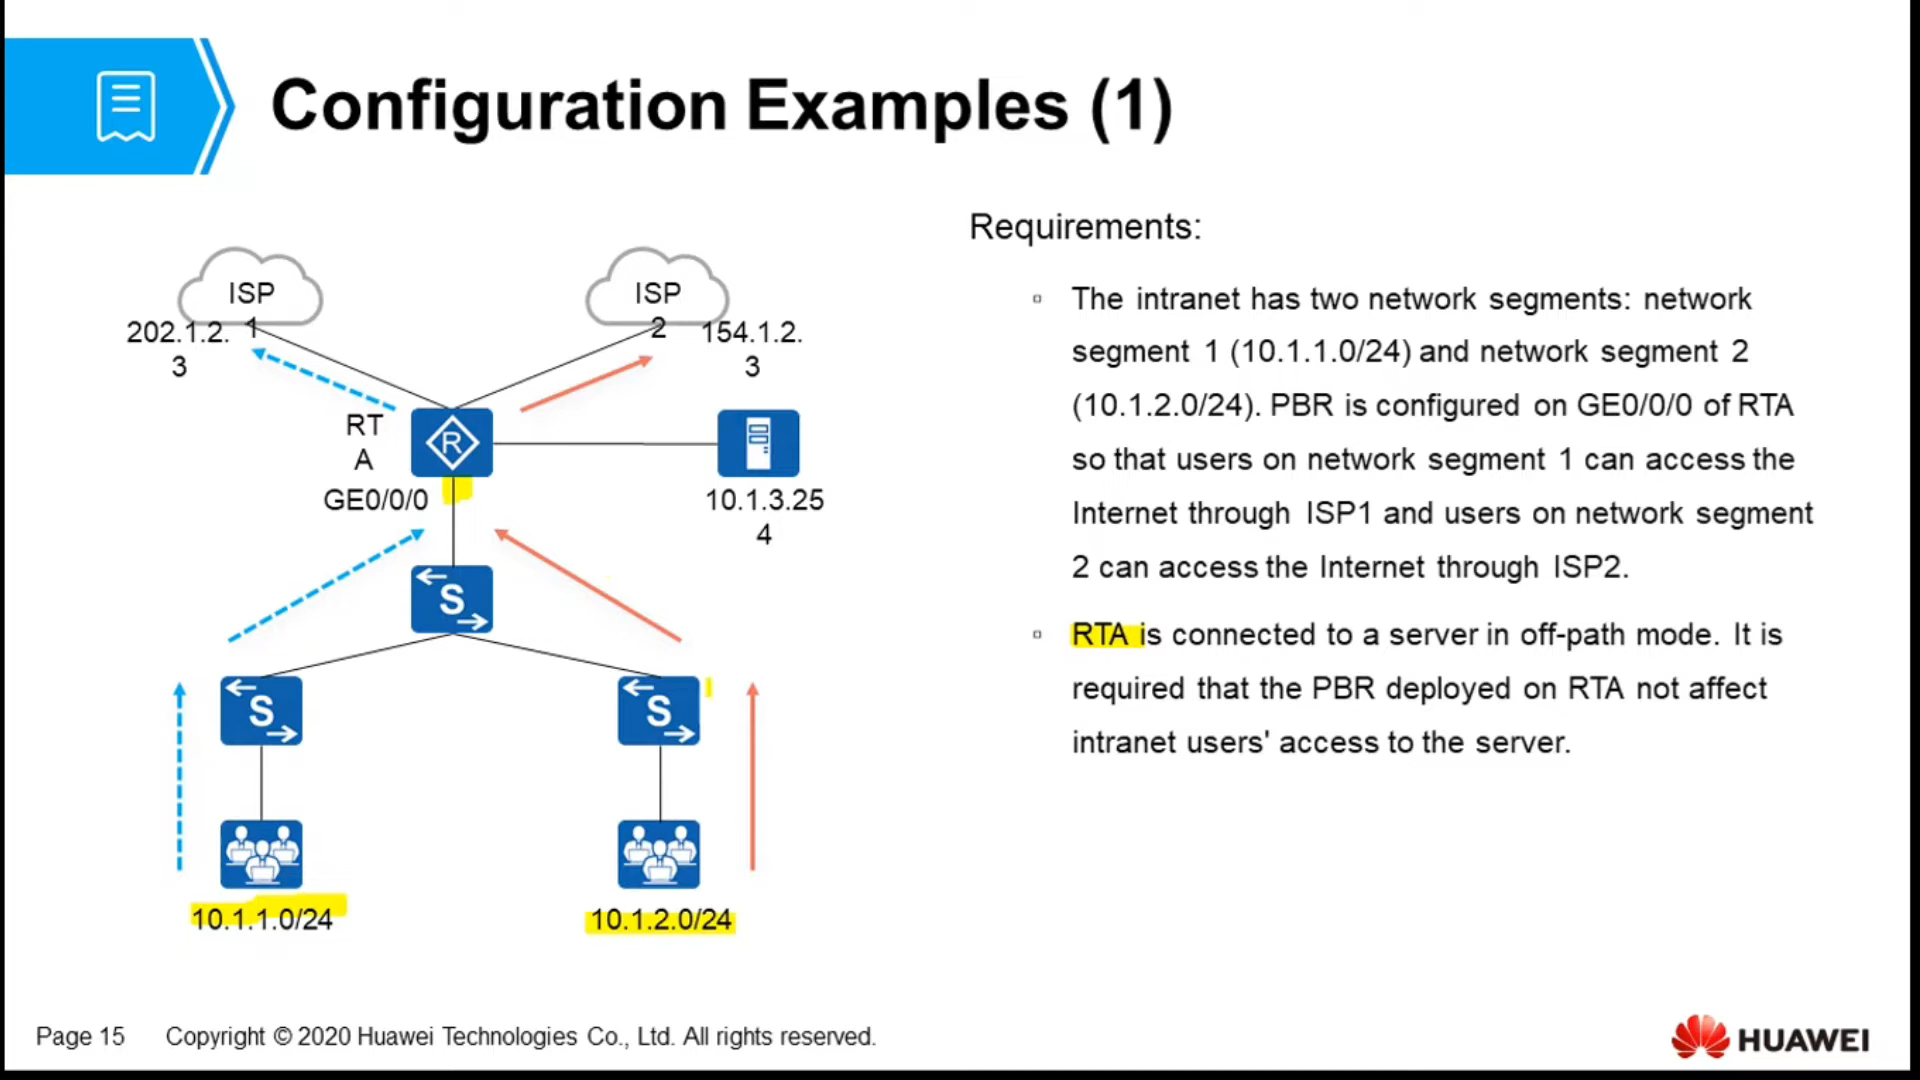 Configuration Examples (1)
ISP
1
202.1.2.
3
ISP
2
154.1.2.
3
RT
A
R
GE0/0/0
10.1.3.25
4
S
S
S
10.1.1.0/24
10.1.2.0/24
Requirements:
▫ The intranet has two network segments: network
segment 1 (10.1.1.0/24) and network segment 2
(10.1.2.0/24). PBR is configured on GE0/0/0 of RTA
so that users on network segment 1 can access the
Internet through ISP1 and users on network segment
2 can access the Internet through ISP2.
▫ RTA is connected to a server in off-path mode. It is
required that the PBR deployed on RTA not affect
intranet users' access to the server.
Page 15 Copyright © 2020 Huawei Technologies Co., Ltd. All rights reserved.
HUAWEI